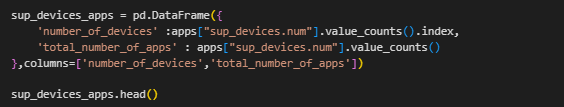 sup_devices_apps = pd.DataFrame({
    'number_of_devices' :apps["sup_devices.num"].value_counts().index,
    'total_number_of_apps' : apps["sup_devices.num"].value_counts()
},columns=['number_of_devices','total_number_of_apps'])
sup_devices_apps.head()